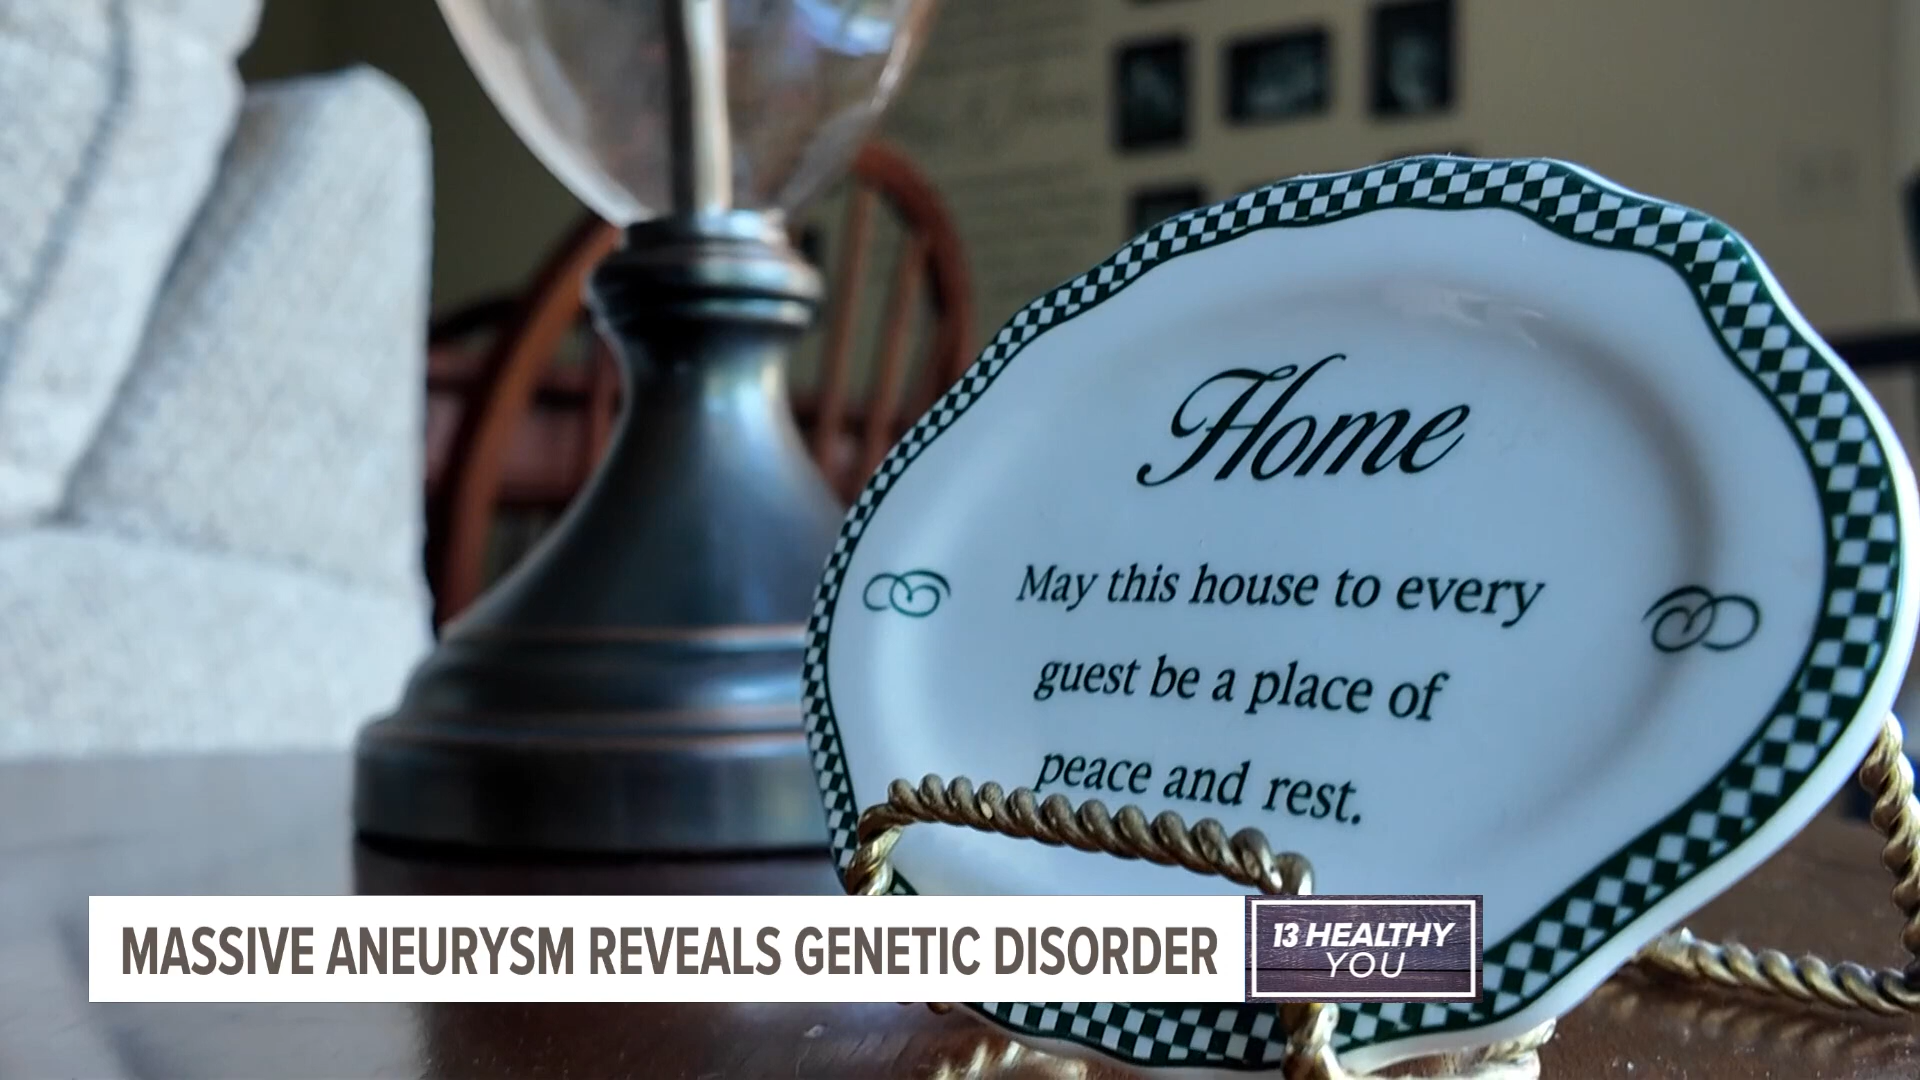 Home
May this house to every
guest be a place of
peace and rest.
MASSIVE ANEURYSM REVEALS GENETIC DISORDER
13 HEALTHY
YOU